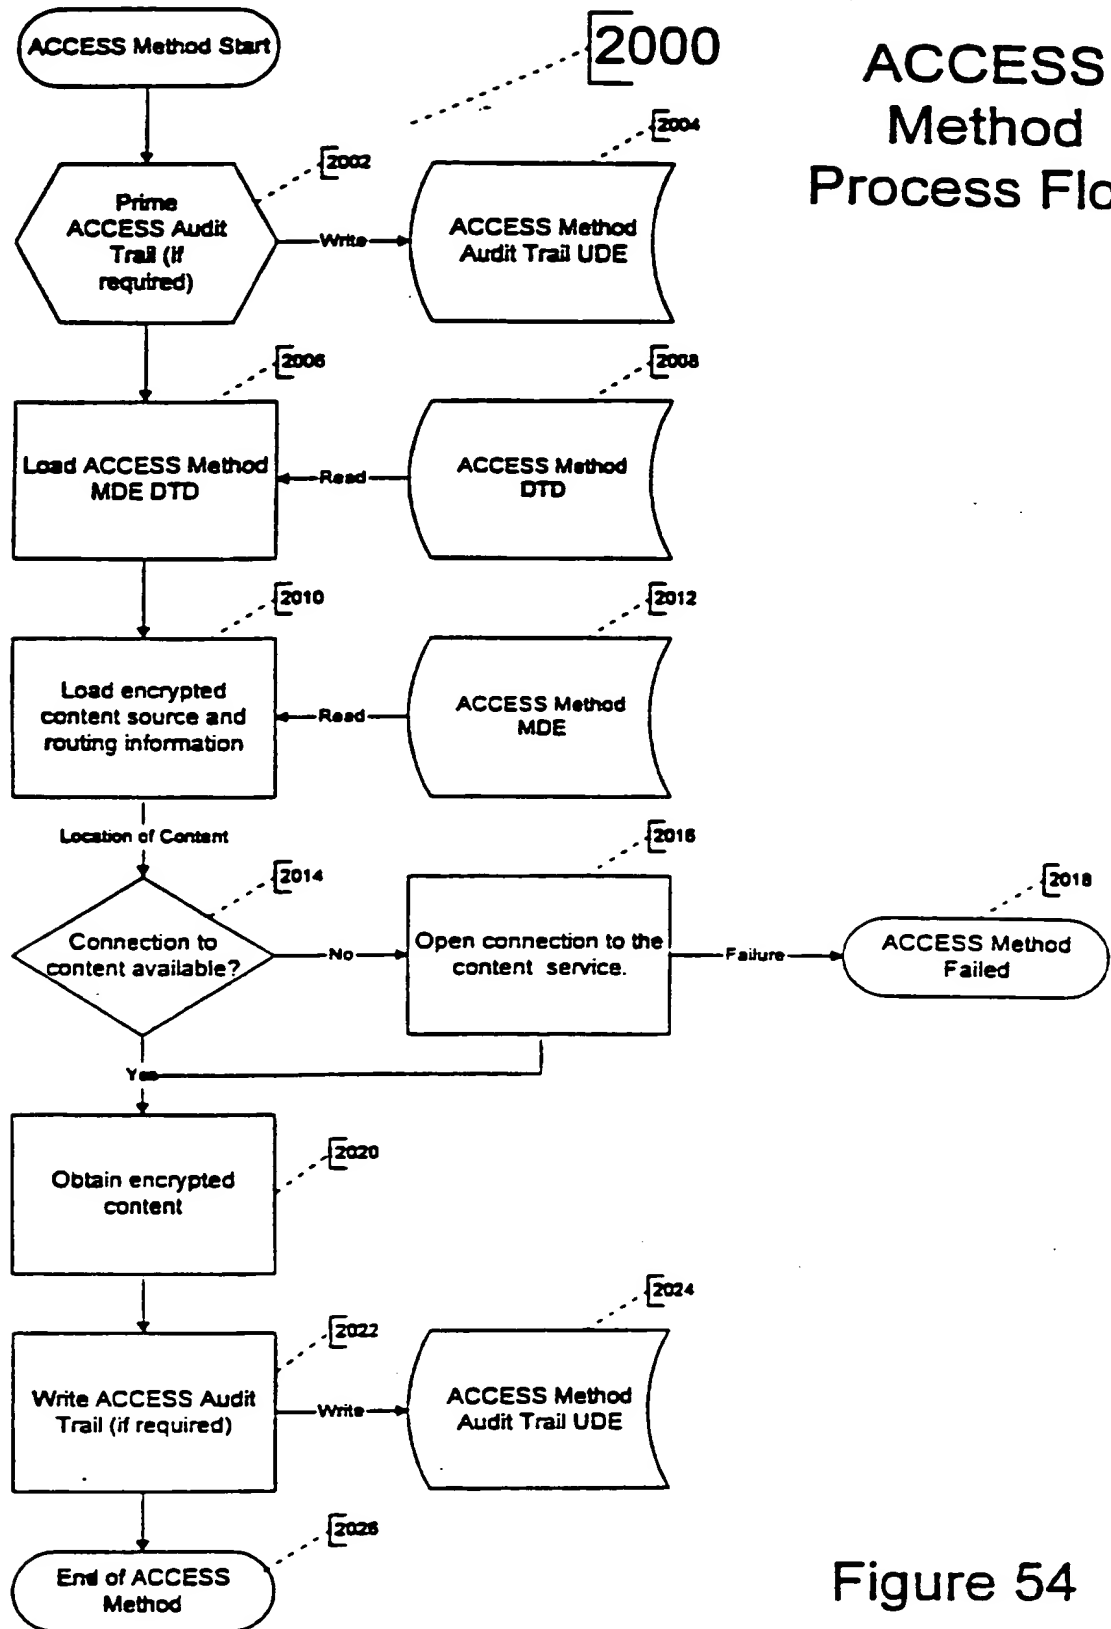 ACCESS Method Start
2000
ACCESS
Method
Process Flo
2002
2004
Prime
ACCESS Audit
Trail (if
required)
Write
ACCESS Method
Audit Trail UDE
2006
2008
Load ACCESS Method
MDE DTD
Read
ACCESS Method
DTD
2010
2012
Load encrypted
content source and
routing information
Read
ACCESS Method
MDE
Location of Content
2014
2016
2018
Connection to
content available?
No
Open connection to the
content service.
Failure
ACCESS Method
Failed
Yes
2020
Obtain encrypted
content
2022
2024
Write ACCESS Audit
Trail (if required)
Write
ACCESS Method
Audit Trail UDE
2026
End of ACCESS
Method
Figure 54